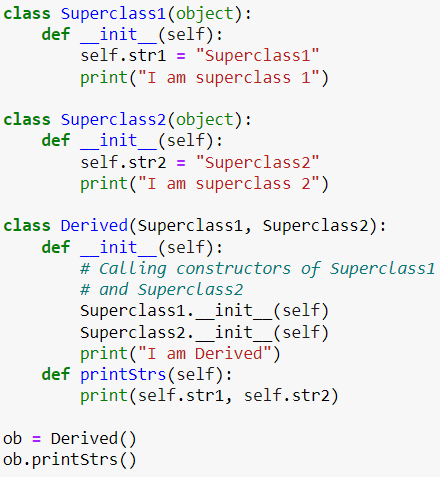 class Superclass1(object):
    def __init__(self):
        self.str1 = "Superclass1"
        print("I am superclass 1")

class Superclass2(object):
    def __init__(self):
        self.str2 = "Superclass2"
        print("I am superclass 2")

class Derived(Superclass1, Superclass2):
    def __init__(self):
        # Calling constructors of Superclass1
        # and Superclass2
        Superclass1.__init__(self)
        Superclass2.__init__(self)
        print("I am Derived")
    def printStrs(self):
        print(self.str1, self.str2)

ob = Derived()
ob.printStrs()